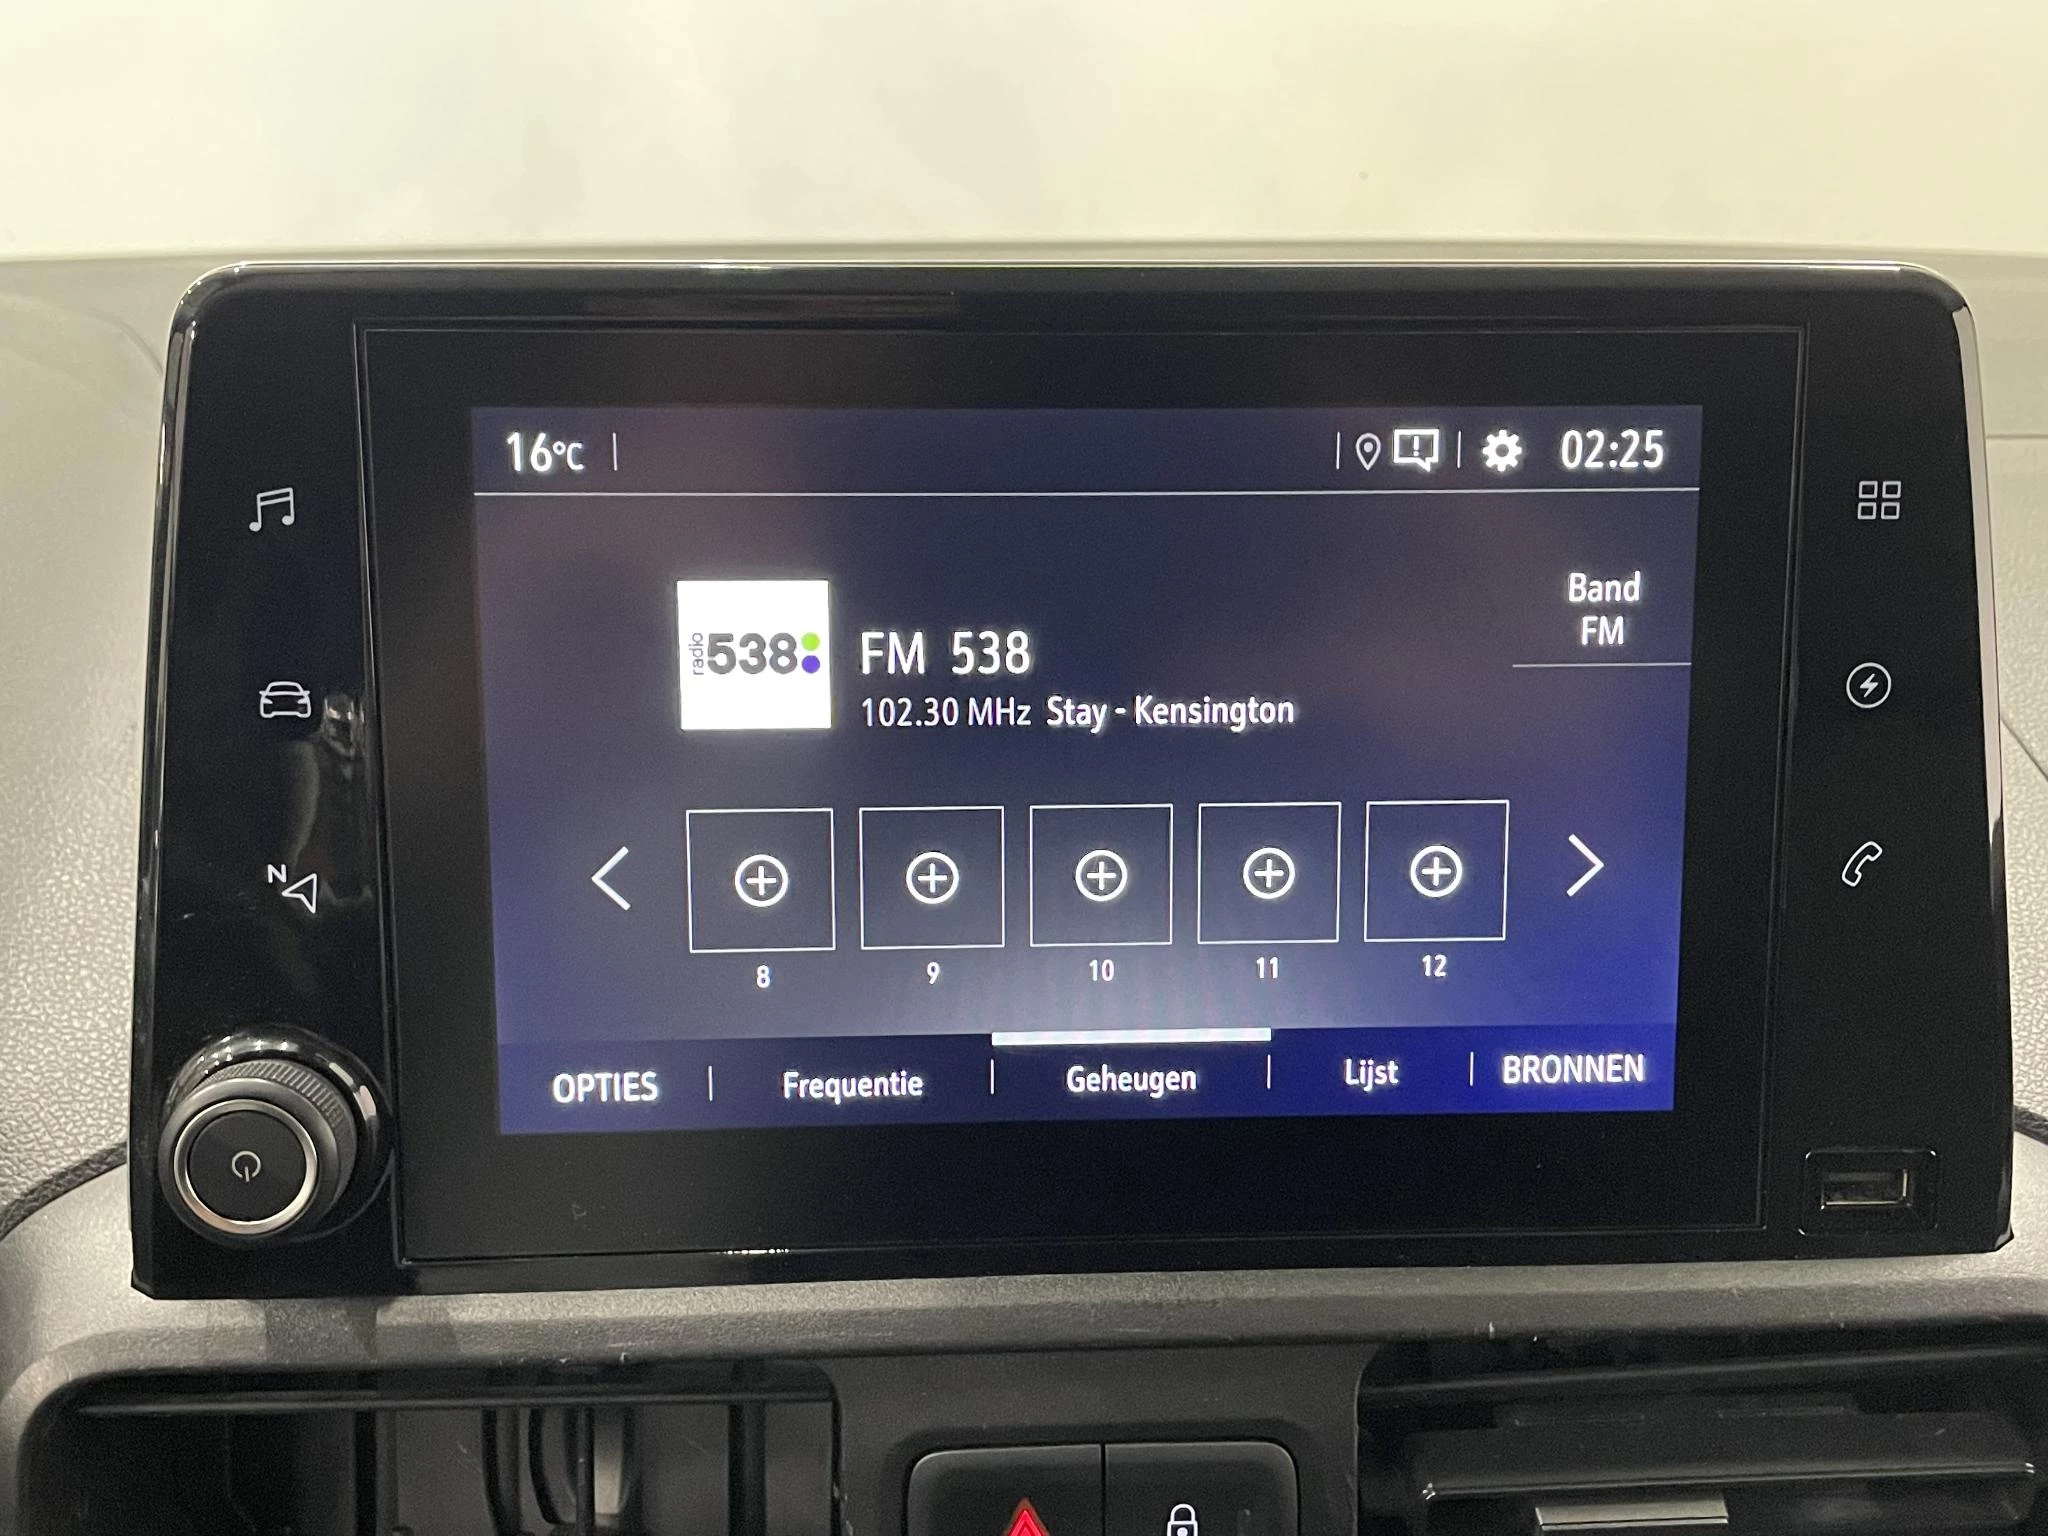 16°C
02:25
Band
FM
radio 538
FM 538
102.30 MHz Stay - Kensington
N
8 9 10 11 12
OPTIES Frequentie Geheugen Lijst BRONNEN